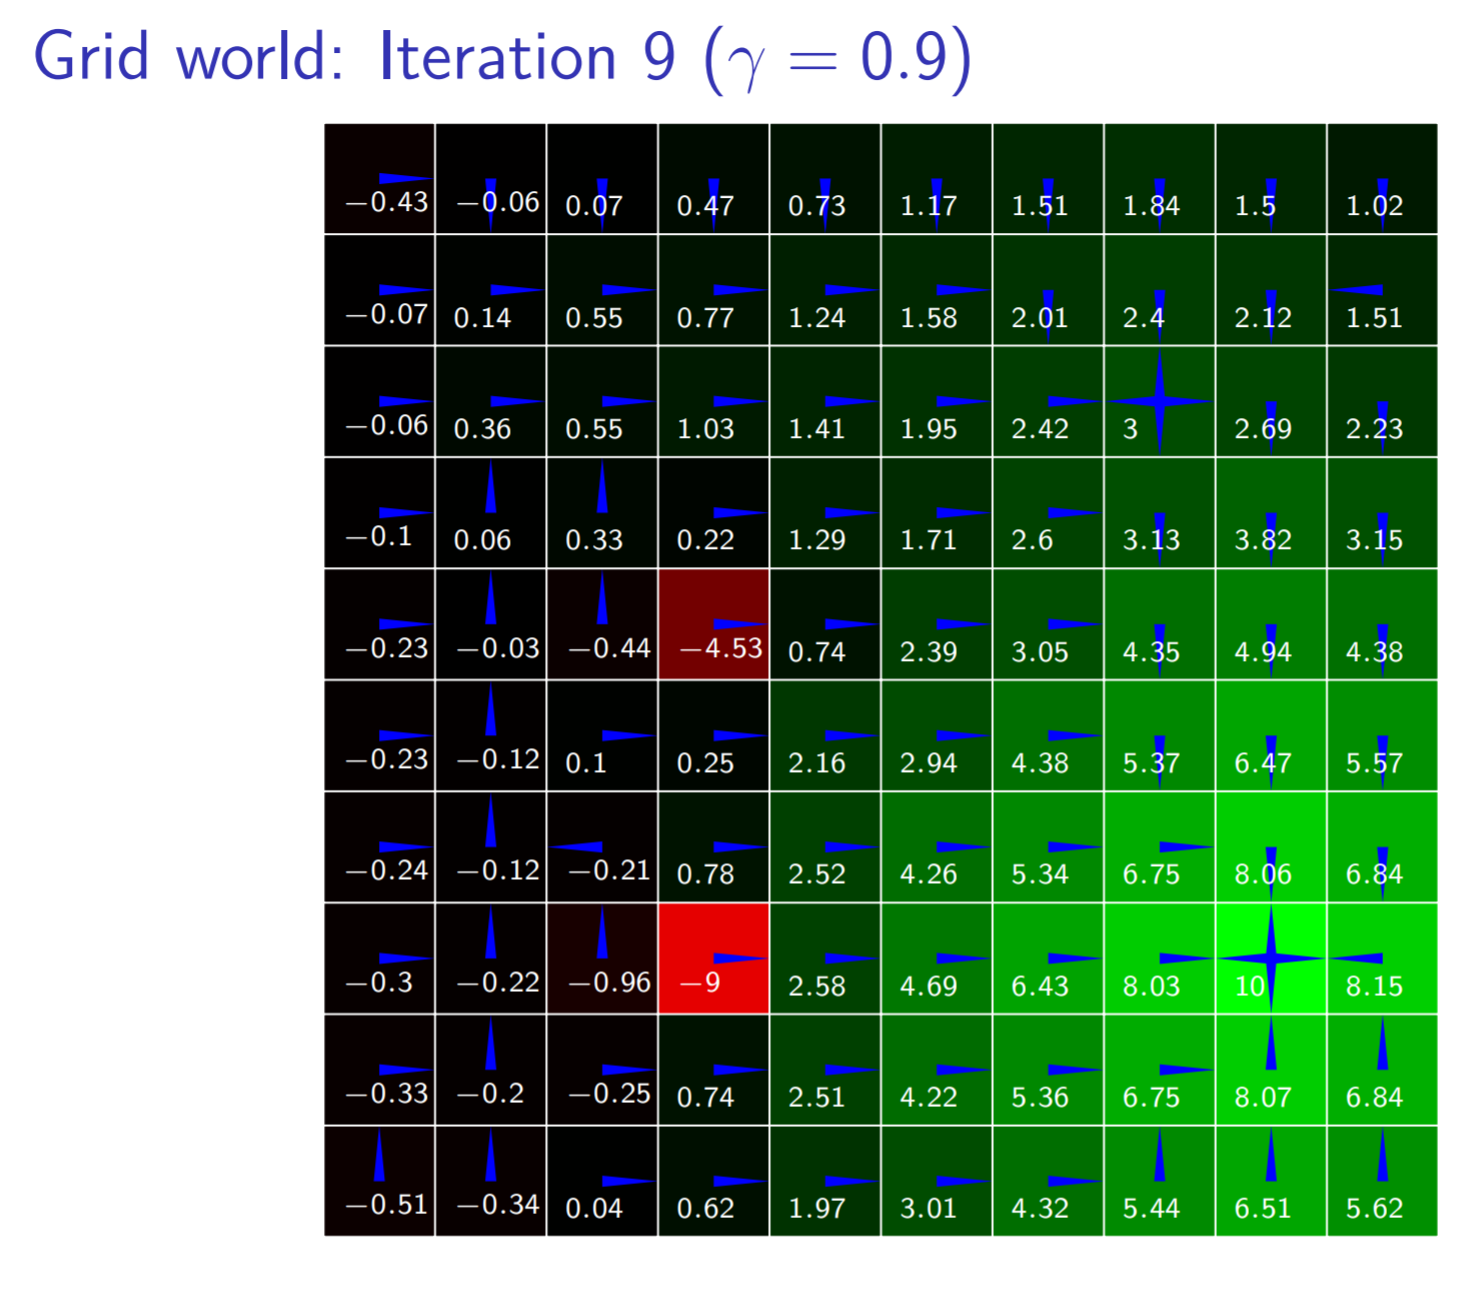 Grid world: Iteration 9 (γ = 0.9)
−0.43 −0.06 0.07 0.47 0.73 1.17 1.51 1.84 1.5 1.02
−0.07 0.14 0.55 0.77 1.24 1.58 2.01 2.4 2.12 1.51
−0.06 0.36 0.55 1.03 1.41 1.95 2.42 3 2.69 2.23
−0.1 0.06 0.33 0.22 1.29 1.71 2.6 3.13 3.82 3.15
−0.23 −0.03 −0.44 −4.53 0.74 2.39 3.05 4.35 4.94 4.38
−0.23 −0.12 0.1 0.25 2.16 2.94 4.38 5.37 6.47 5.57
−0.24 −0.12 −0.21 0.78 2.52 4.26 5.34 6.75 8.06 6.84
−0.3 −0.22 −0.96 −9 2.58 4.69 6.43 8.03 10 8.15
−0.33 −0.2 −0.25 0.74 2.51 4.22 5.36 6.75 8.07 6.84
−0.51 −0.34 0.04 0.62 1.97 3.01 4.32 5.44 6.51 5.62